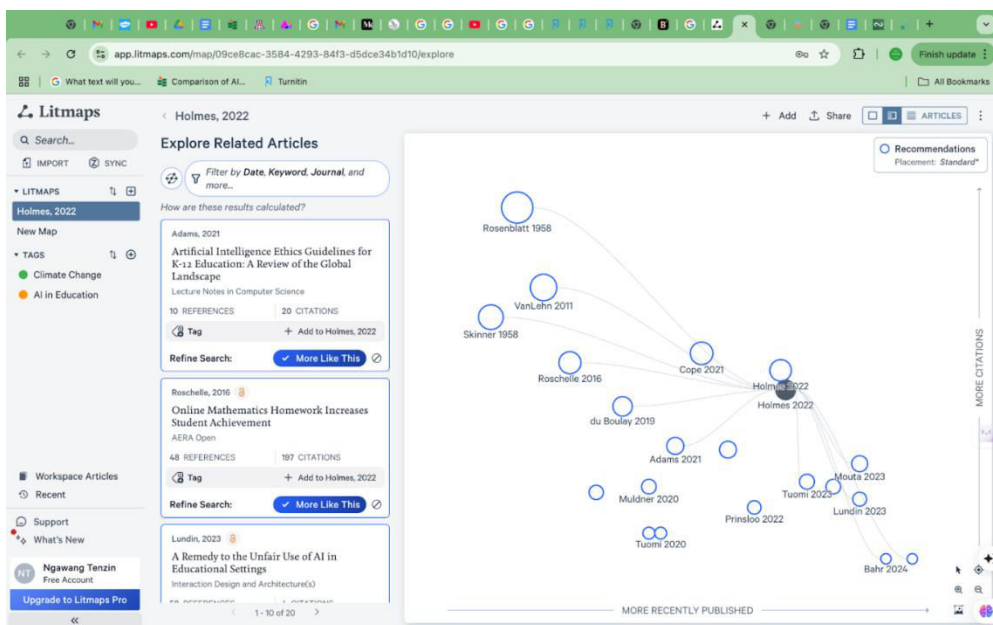 Finish update
app.litmaps.com/map/09ce8cac-3584-4293-84f3-d5dce34b1d10/explore
What text will you...
Comparison of AI...
Turnitin
All Bookmarks
Litmaps
Search...
IMPORT
SYNC
LITMAPS
Holmes, 2022
New Map
TAGS
Climate Change
AI in Education
Workspace Articles
Recent
Support
What's New
NT
Ngawang Tenzin
Free Account
Upgrade to Litmaps Pro
Holmes, 2022
Explore Related Articles
Filter by Date, Keyword, Journal, and
more...
How are these results calculated?
Adams, 2021
Artificial Intelligence Ethics Guidelines for
K-12 Education: A Review of the Global
Landscape
Lecture Notes in Computer Science
10 REFERENCES 20 CITATIONS
Tag + Add to Holmes, 2022
Refine Search: More Like This
Roschelle, 2016
Online Mathematics Homework Increases
Student Achievement
AERA Open
48 REFERENCES 197 CITATIONS
Tag + Add to Holmes, 2022
Refine Search: More Like This
Lundin, 2023
A Remedy to the Unfair Use of AI in
Educational Settings
Interaction Design and Architecture(s)
1 - 10 of 20
+ Add
Share
ARTICLES
Recommendations
Placement: Standard*
Rosenblatt 1958
VanLehn 2011
Skinner 1958
Cope 2021
Roschelle 2016
Holmes 2022
Holmes 2022
du Boulay 2019
Adams 2021
Mouta 2023
Muldner 2020
Tuomi 2023
Lundin 2023
Prinsloo 2022
Tuomi 2020
Bahr 2024
MORE CITATIONS
MORE RECENTLY PUBLISHED